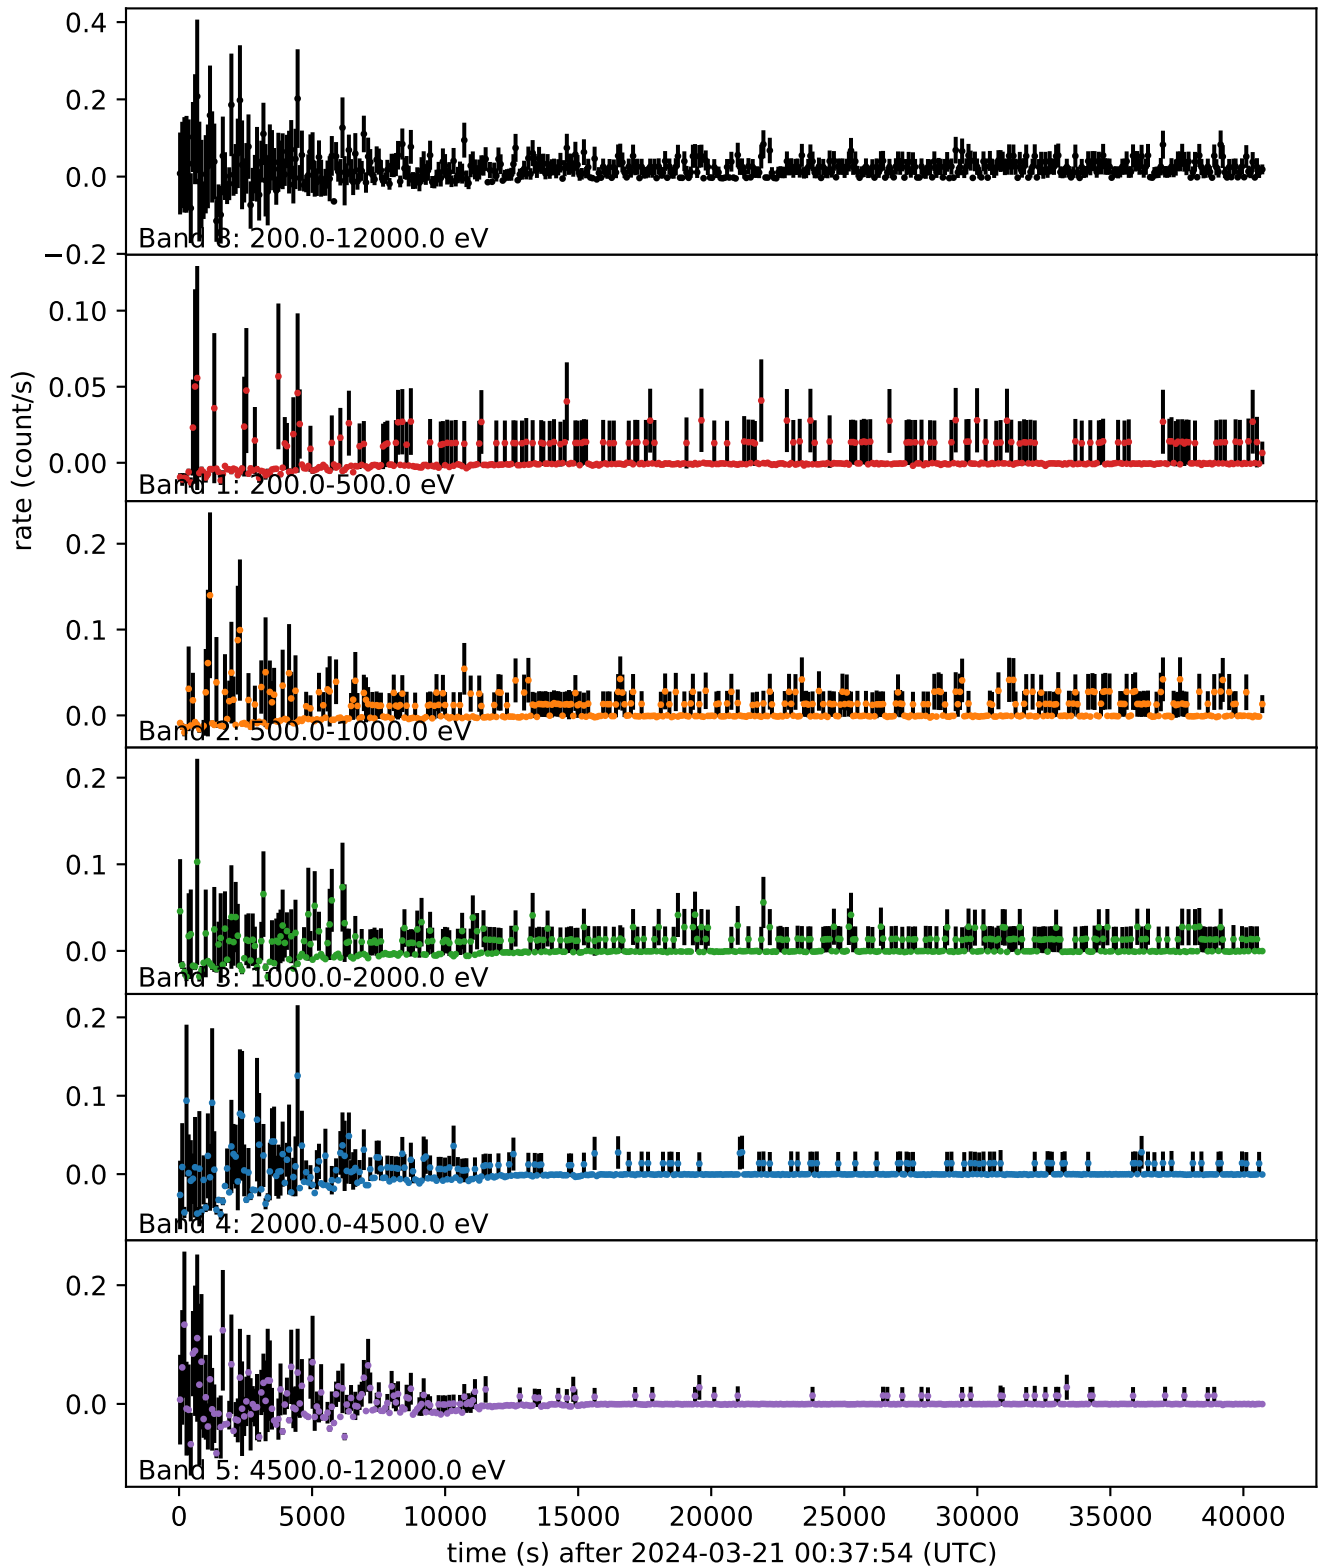 0.4
0.2
0.0
−0.2
Band 8: 200.0-12000.0 eV
0.10
0.05
0.00
Band 1: 200.0-500.0 eV
rate (count/s)
0.2
0.1
0.0
Band 2: 500.0-1000.0 eV
0.2
0.1
0.0
Band 3: 1000.0-2000.0 eV
0.2
0.1
0.0
Band 4: 2000.0-4500.0 eV
0.2
0.0
Band 5: 4500.0-12000.0 eV
0 5000 10000 15000 20000 25000 30000 35000 40000
time (s) after 2024-03-21 00:37:54 (UTC)